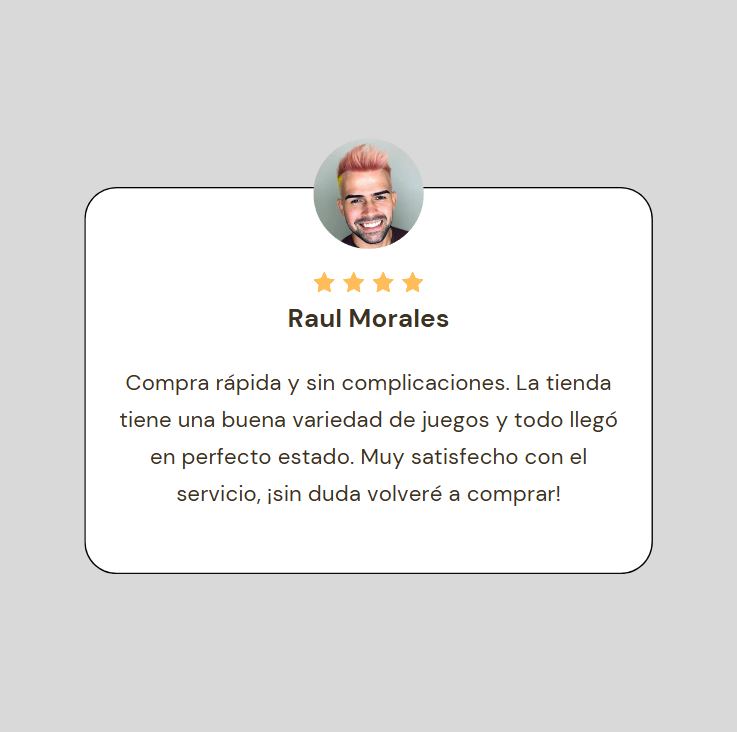 Raul Morales
Compra rápida y sin complicaciones. La tienda
tiene una buena variedad de juegos y todo llegó
en perfecto estado. Muy satisfecho con el
servicio, ¡sin duda volveré a comprar!